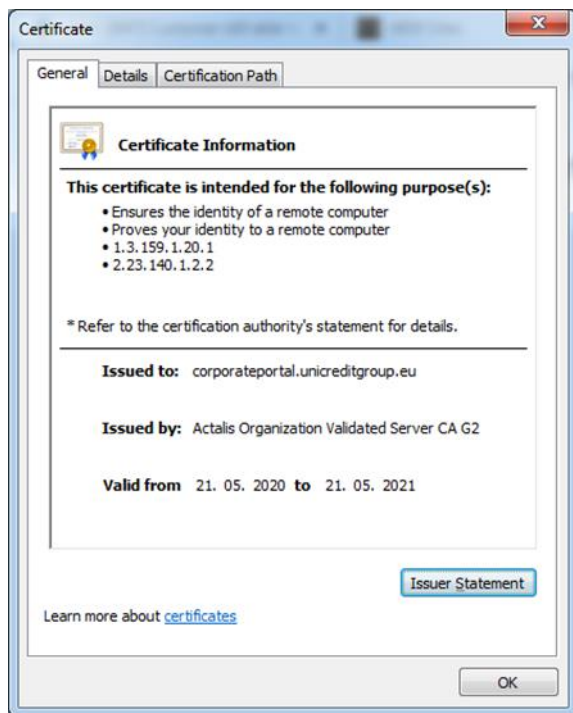 Certificate
General
Details
Certification Path
Certificate Information
This certificate is intended for the following purpose(s):
• Ensures the identity of a remote computer
• Proves your identity to a remote computer
• 1.3.159.1.20.1
• 2.23.140.1.2.2
* Refer to the certification authority's statement for details.
Issued to: corporateportal.unicreditgroup.eu
Issued by: Actalis Organization Validated Server CA G2
Valid from 21. 05. 2020 to 21. 05. 2021
Issuer Statement
Learn more about certificates
OK